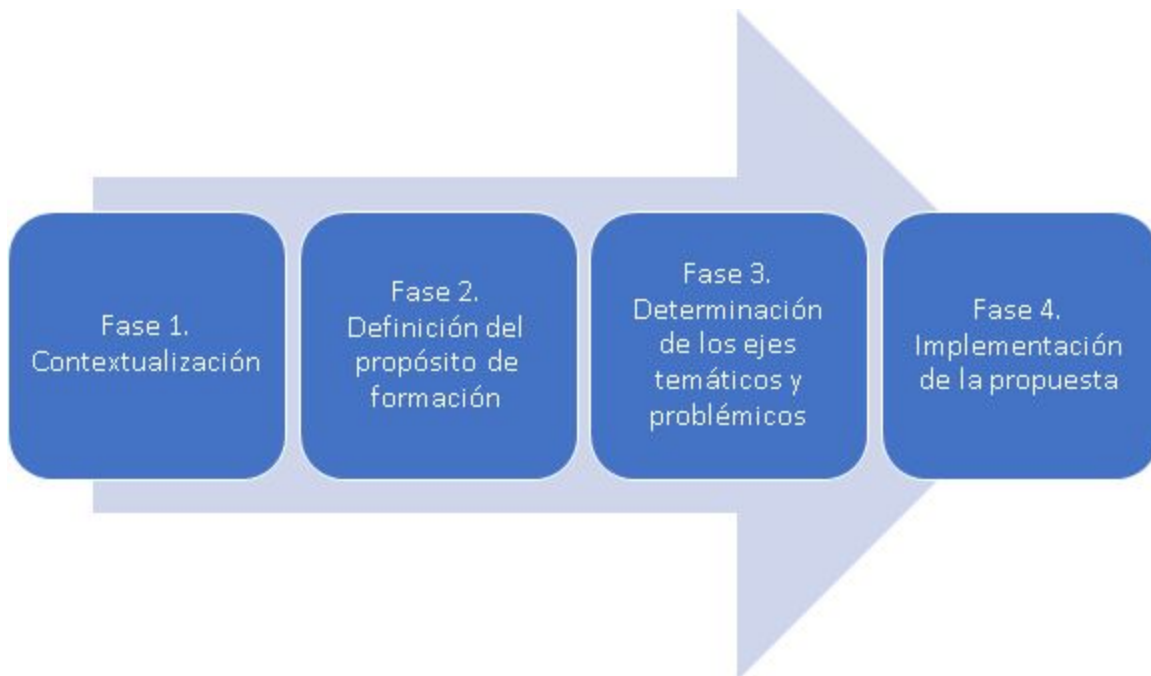 Fase 1.
Contextualización
Fase 2.
Definición del
propósito de
formación
Fase 3.
Determinación
de los ejes
temáticos y
problémicos
Fase 4.
Implementación
de la propuesta